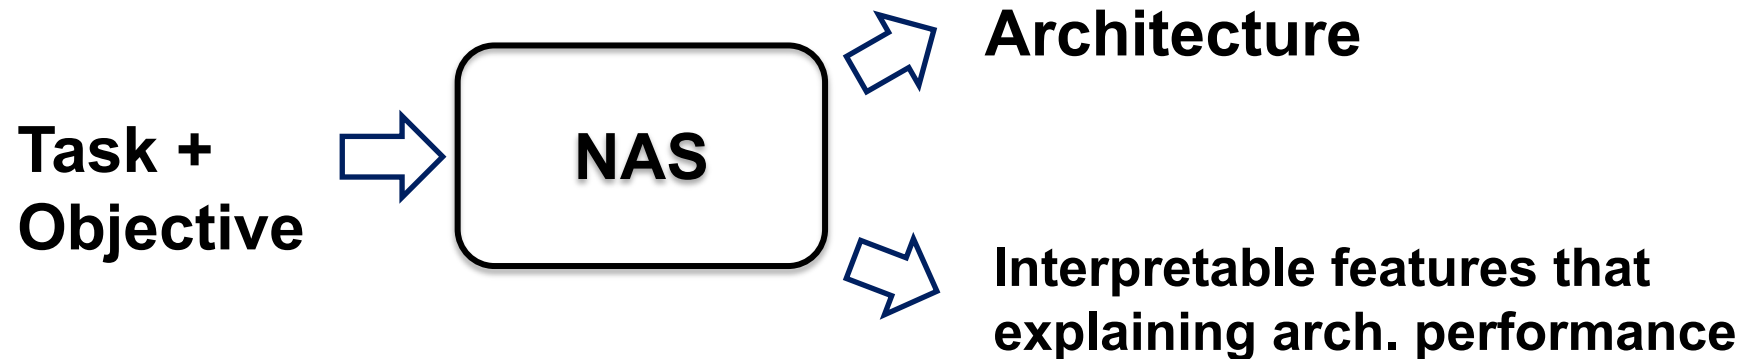 Task +
Objective
NAS
Architecture
Interpretable features that
explaining arch. performance